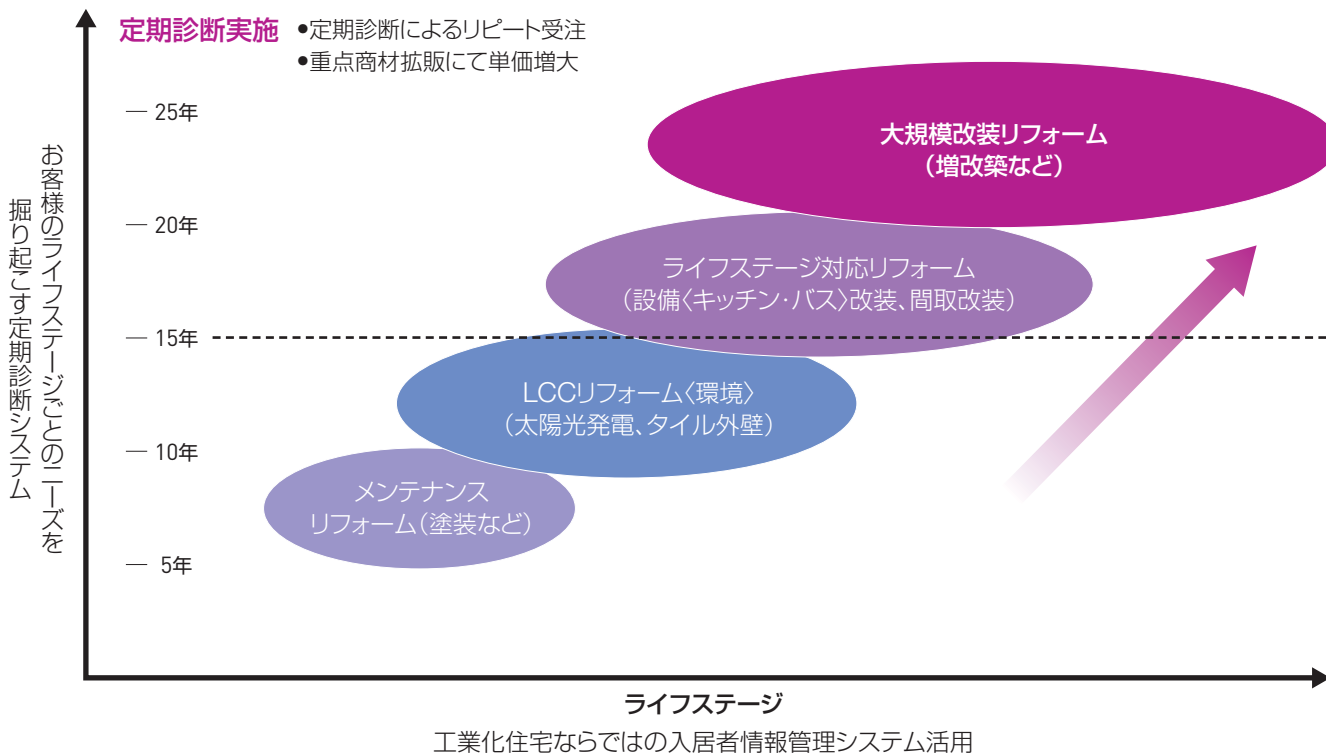 定期診断実施
●定期診断によるリピート受注
●重点商材拡販にて単価増大
お客様のライフステージごとのニーズを
掘り起こす定期診断システム
25年
20年
15年
10年
5年
大規模改装リフォーム
（増改築など）
ライフステージ対応リフォーム
（設備〈キッチン・バス〉改装、間取改装）
LCCリフォーム〈環境〉
（太陽光発電、タイル外壁）
メンテナンス
リフォーム（塗装など）
ライフステージ
工業化住宅ならではの入居者情報管理システム活用